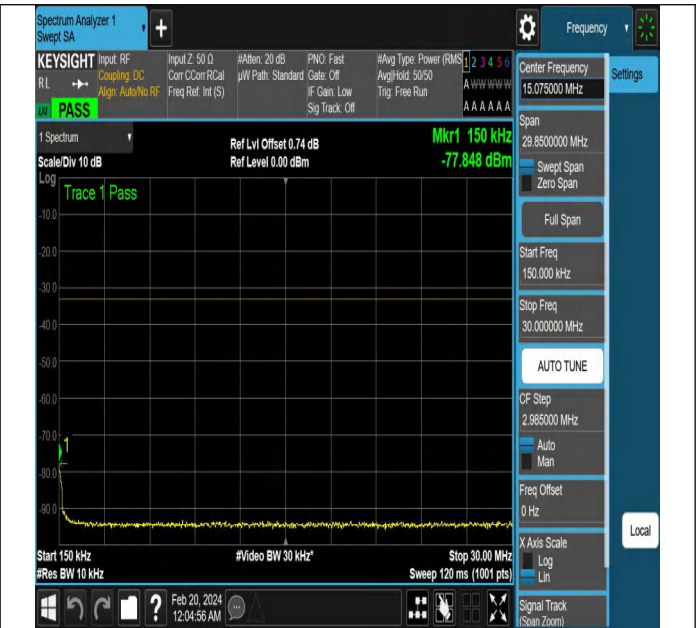 Spectrum Analyzer 1
Swept SA
+
Frequency
KEYSIGHT
Input: RF
Coupling: DC
Align: Auto/No RF
Input Z: 50 Ω
Corr CCorr RCal
Freq Ref: Int (S)
#Atten: 20 dB
µW Path: Standard
PNO: Fast
Gate: Off
IF Gain: Low
Sig Track: Off
#Avg Type: Power (RMS
Avg|Hold: 50/50
Trig: Free Run
1 2 3 4 5 6
A W W W W W
A A A A A A
R L
PASS
1 Spectrum
Scale/Div 10 dB
Ref Lvl Offset 0.74 dB
Ref Level 0.00 dBm
Mkr1 150 kHz
-77.848 dBm
Log
Trace 1 Pass
-10.0
-20.0
-30.0
-40.0
-50.0
-60.0
-70.0
1
-80.0
-90.0
Start 150 kHz
#Res BW 10 kHz
#Video BW 30 kHz*
Stop 30.00 MHz
Sweep 120 ms (1001 pts)
?
Feb 20, 2024
12:04:56 AM
Center Frequency
15.075000 MHz
Settings
Span
29.8500000 MHz
Swept Span
Zero Span
Full Span
Start Freq
150.000 kHz
Stop Freq
30.000000 MHz
AUTO TUNE
CF Step
2.985000 MHz
Auto
Man
Freq Offset
0 Hz
X Axis Scale
Log
Lin
Local
Signal Track
(Span Zoom)